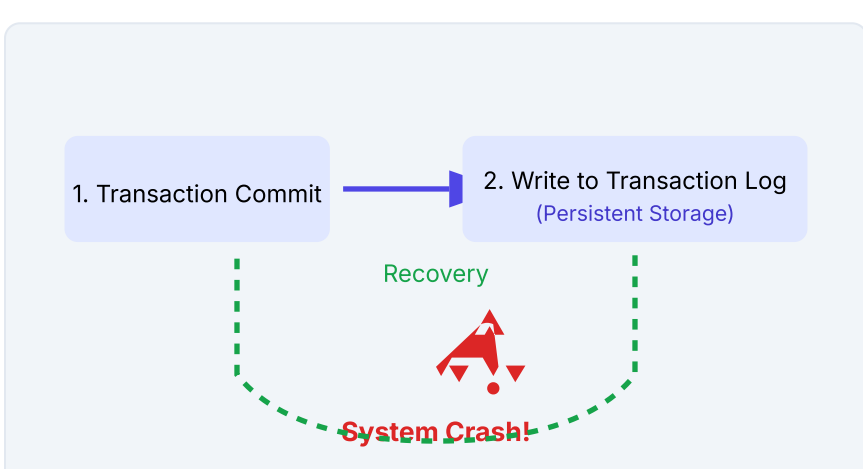 1. Transaction Commit
2. Write to Transaction Log
(Persistent Storage)
Recovery
System Crash!